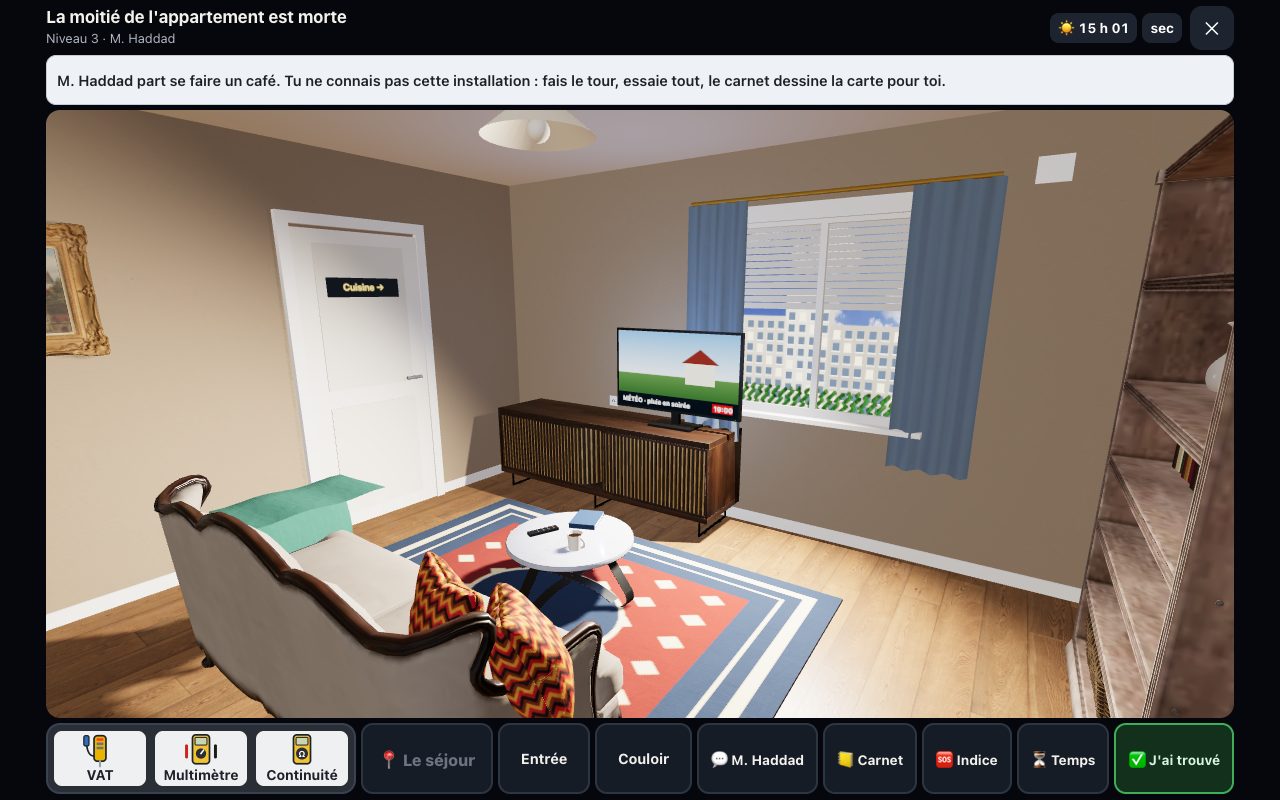 La moitié de l'appartement est morte
Niveau 3 · M. Haddad
15 h 01
sec
M. Haddad part se faire un café. Tu ne connais pas cette installation : fais le tour, essaie tout, le carnet dessine la carte pour toi.
Cuisine →
MÉTÉO · pluie en soirée
19:00
VAT
Multimètre
Continuité
Le séjour
Entrée
Couloir
M. Haddad
Carnet
SOS Indice
Temps
J'ai trouvé